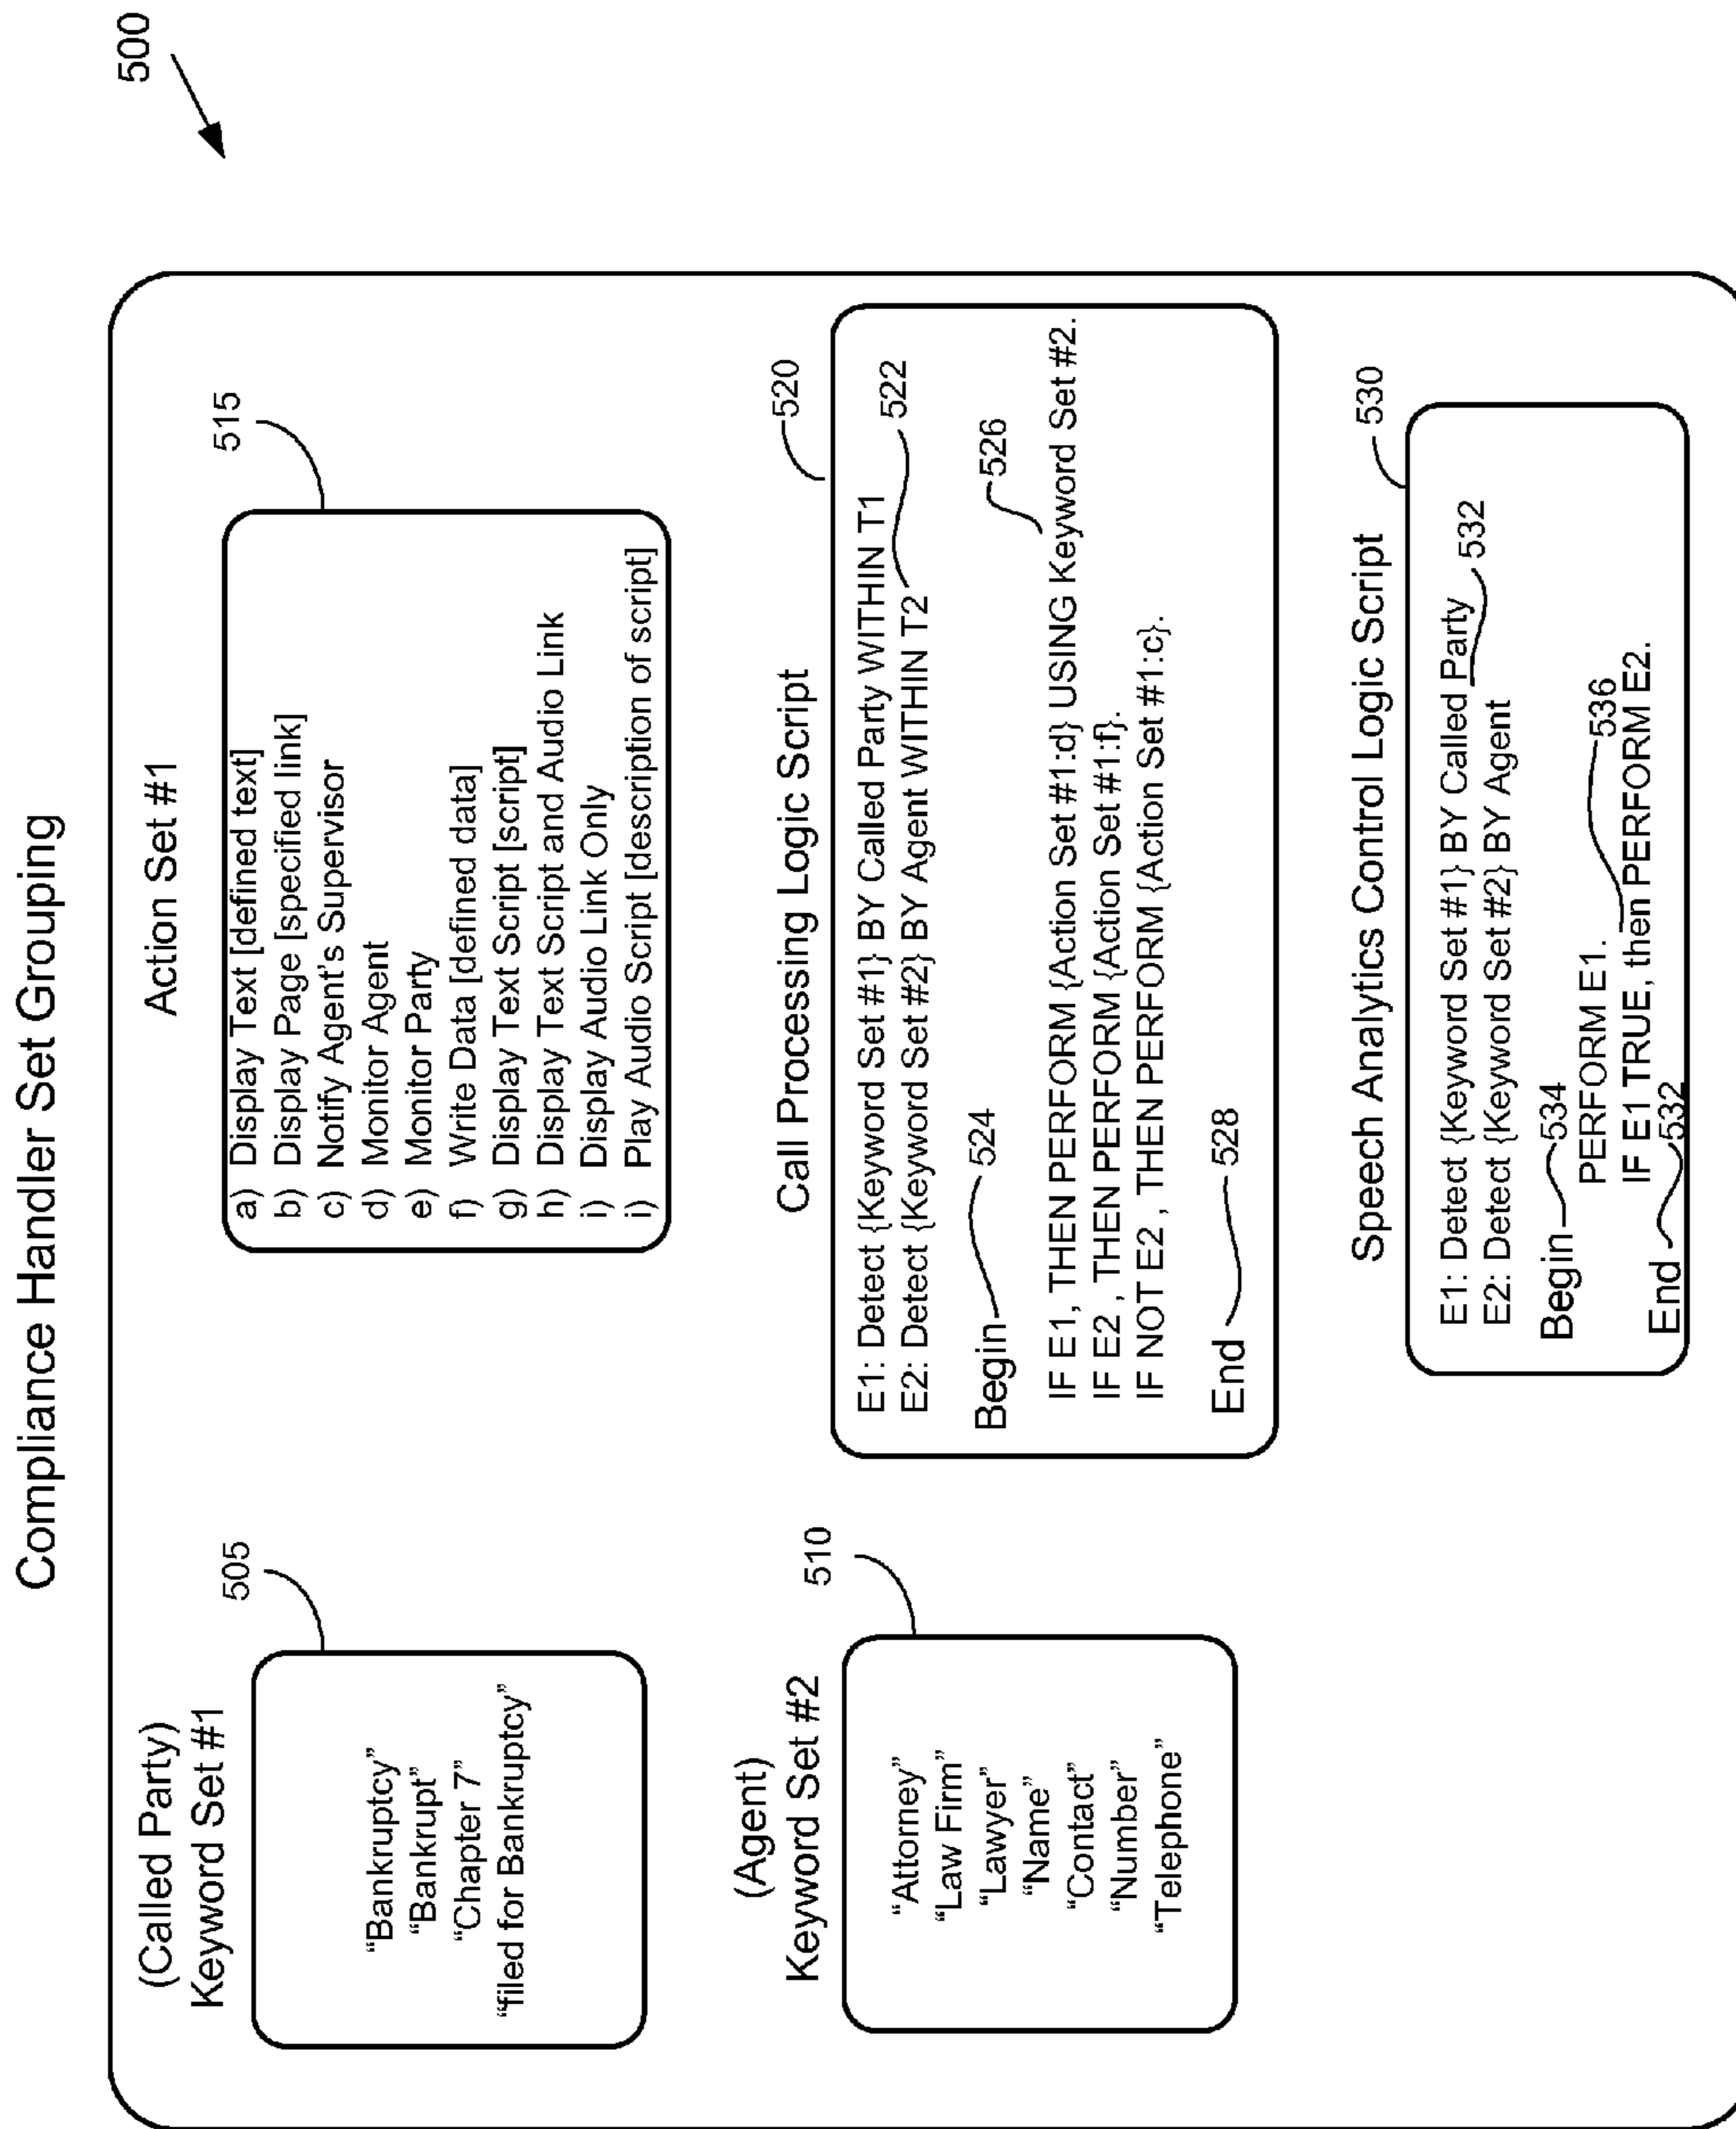 Compliance Handler Set Grouping
500
(Called Party)
Keyword Set #1
505
“Bankruptcy”
“Bankrupt”
“Chapter 7”
“filed for Bankruptcy”
(Agent)
Keyword Set #2
510
“Attorney”
“Law Firm”
“Lawyer”
“Name”
“Contact”
“Number”
“Telephone”
Action Set #1
515
a) Display Text [defined text]
b) Display Page [specified link]
c) Notify Agent's Supervisor
d) Monitor Agent
e) Monitor Party
f) Write Data [defined data]
g) Display Text Script [script]
h) Display Text Script and Audio Link
i) Display Audio Link Only
i) Play Audio Script [description of script]
Call Processing Logic Script
520
E1: Detect {Keyword Set #1} BY Called Party WITHIN T1
E2: Detect {Keyword Set #2} BY Agent WITHIN T2
522
Begin
524
526
IF E1, THEN PERFORM {Action Set #1:d} USING Keyword Set #2.
IF E2 , THEN PERFORM {Action Set #1:f}.
IF NOT E2 , THEN PERFORM {Action Set #1:c}.
End
528
Speech Analytics Control Logic Script
530
E1: Detect {Keyword Set #1} BY Called Party
E2: Detect {Keyword Set #2} BY Agent
532
Begin
534
PERFORM E1.
536
IF E1 TRUE, then PERFORM E2.
End
532